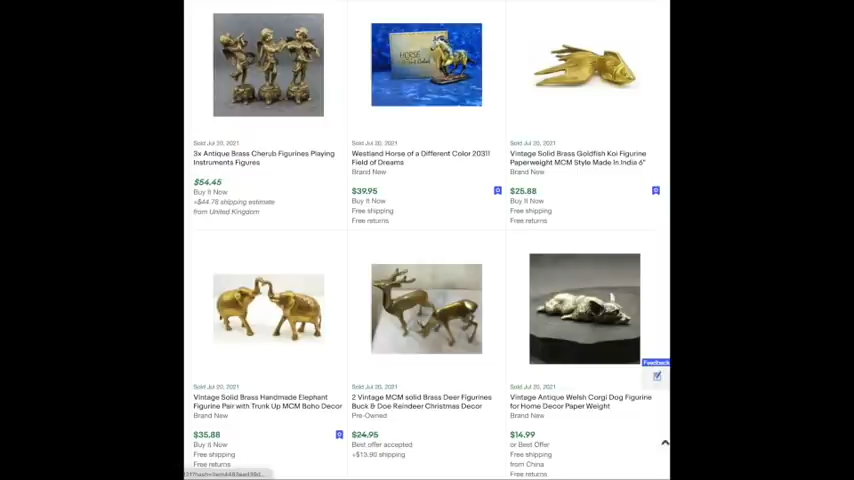 Sold Jul 20, 2021
3x Antique Brass Cherub Figurines Playing
Instruments Figures
$54.45
Buy It Now
+$44.78 shipping estimate
from United Kingdom
Sold Jul 20, 2021
Westland Horse of a Different Color 20311
Field of Dreams
Brand New
$39.95
Buy It Now
Free shipping
Free returns
Sold Jul 20, 2021
Vintage Solid Brass Goldfish Koi Figurine
Paperweight MCM Style Made In India 6"
Brand New
$25.88
Buy It Now
Free shipping
Free returns
Sold Jul 20, 2021
Vintage Solid Brass Handmade Elephant
Figurine Pair with Trunk Up MCM Boho Decor
Brand New
$35.88
Buy It Now
Free shipping
Free returns
Sold Jul 20, 2021
2 Vintage MCM solid Brass Deer Figurines
Buck & Doe Reindeer Christmas Decor
Pre-Owned
$24.95
Best offer accepted
+$13.90 shipping
Sold Jul 20, 2021
Vintage Antique Welsh Corgi Dog Figurine
for Home Decor Paper Weight
Brand New
$14.99
or Best Offer
Free shipping
from China
Free returns
Feedback